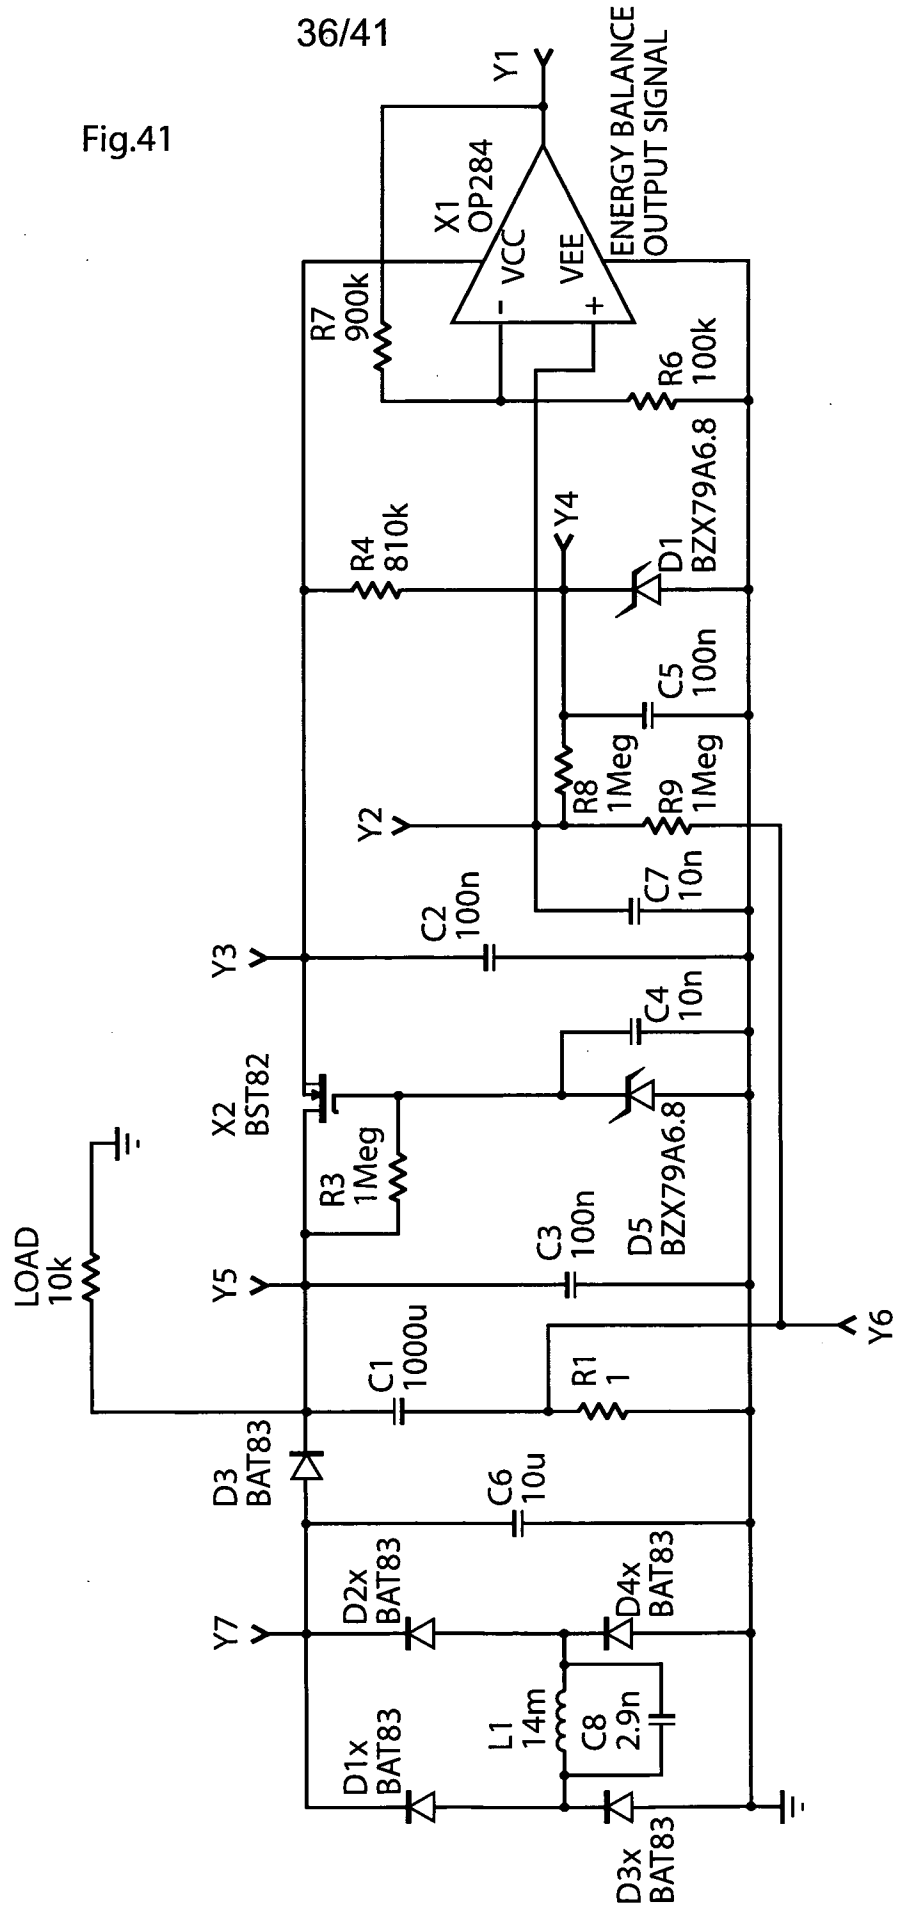 36/41
Fig.41
Y1
ENERGY BALANCE
OUTPUT SIGNAL
X1
OP284
VCC
VEE
-
+
R7
900k
R6
100k
Y4
R4
810k
D1
BZX79A6.8
C5
100n
R8
1Meg
R9
1Meg
Y2
C7
10n
C2
100n
Y3
C4
10n
X2
BST82
R3
1Meg
D5
BZX79A6.8
C3
100n
LOAD
10k
Y5
Y6
C1
1000u
R1
1
D3
BAT83
C6
10u
D2x
BAT83
D4x
BAT83
Y7
L1
14m
C8
2.9n
D1x
BAT83
D3x
BAT83